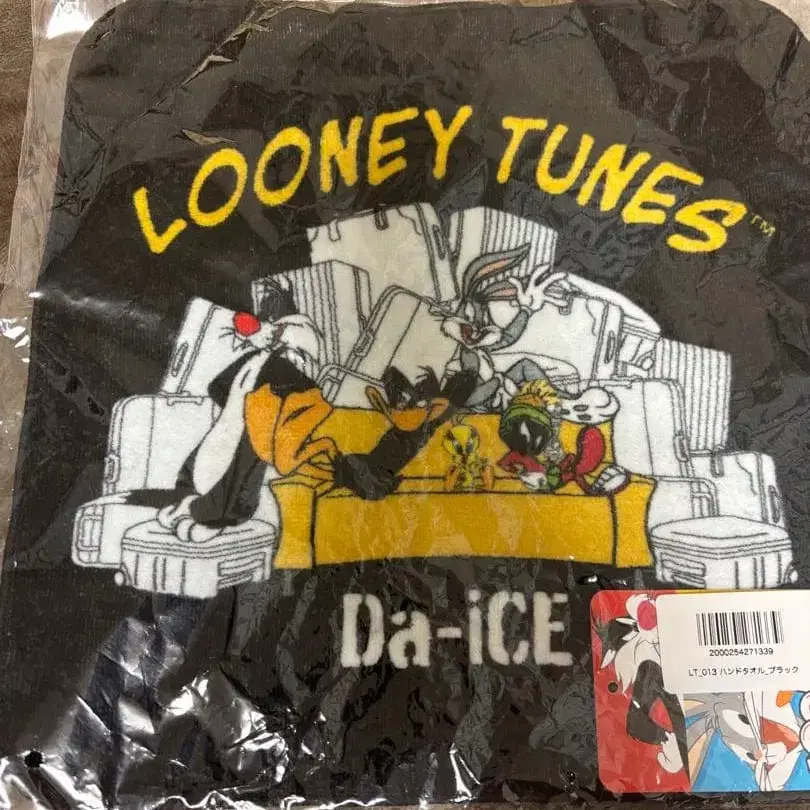 LOONEY TUNES™
Da-iCE
2000254271339
LT_013 ハンドタオル_ブラック